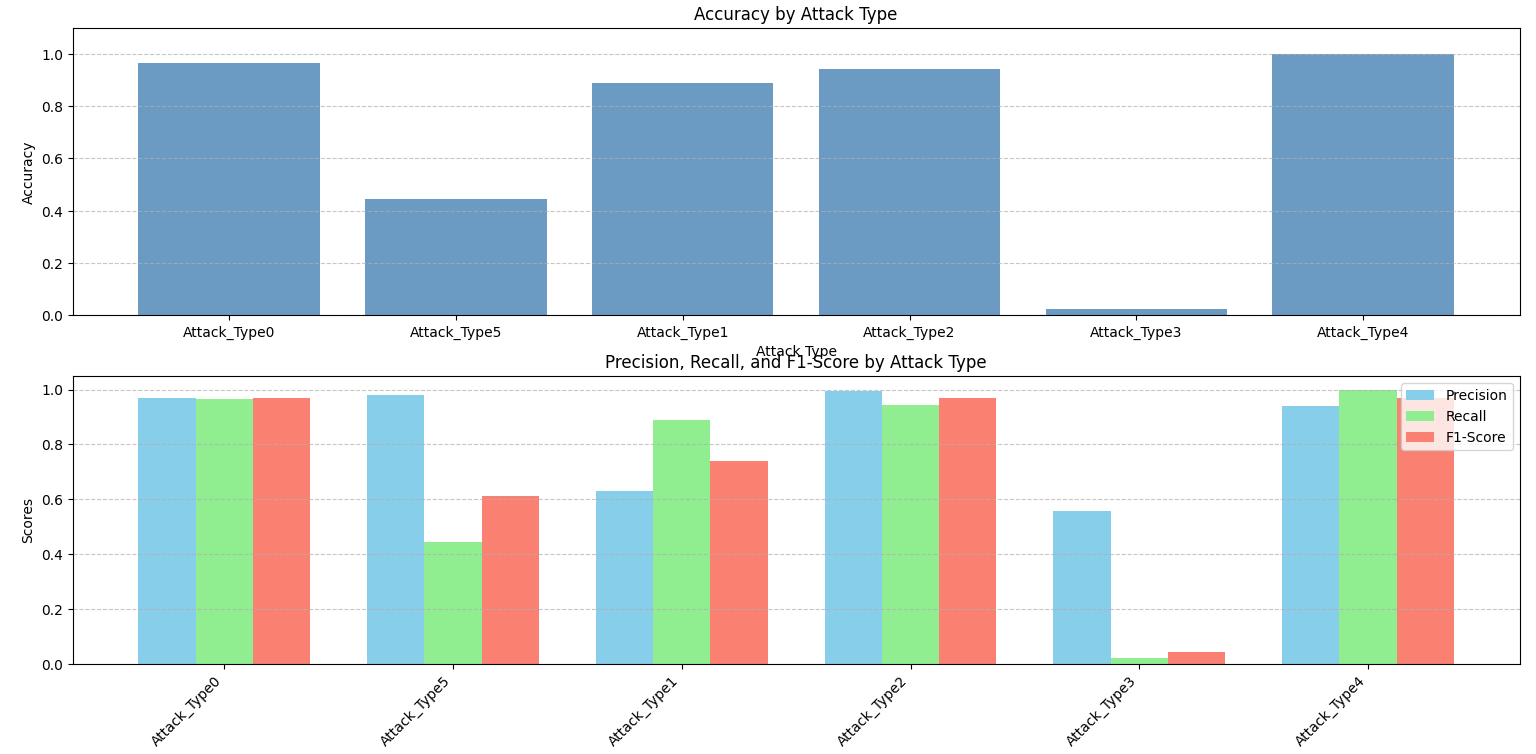 Accuracy by Attack Type
1.0
0.8
0.6
0.4
0.2
0.0
Accuracy
Attack_Type0 Attack_Type5 Attack_Type1 Attack_Type2 Attack_Type3 Attack_Type4
Attack Type
Precision, Recall, and F1-Score by Attack Type
1.0
0.8
0.6
0.4
0.2
0.0
Scores
Precision
Recall
F1-Score
Attack_Type0 Attack_Type5 Attack_Type1 Attack_Type2 Attack_Type3 Attack_Type4